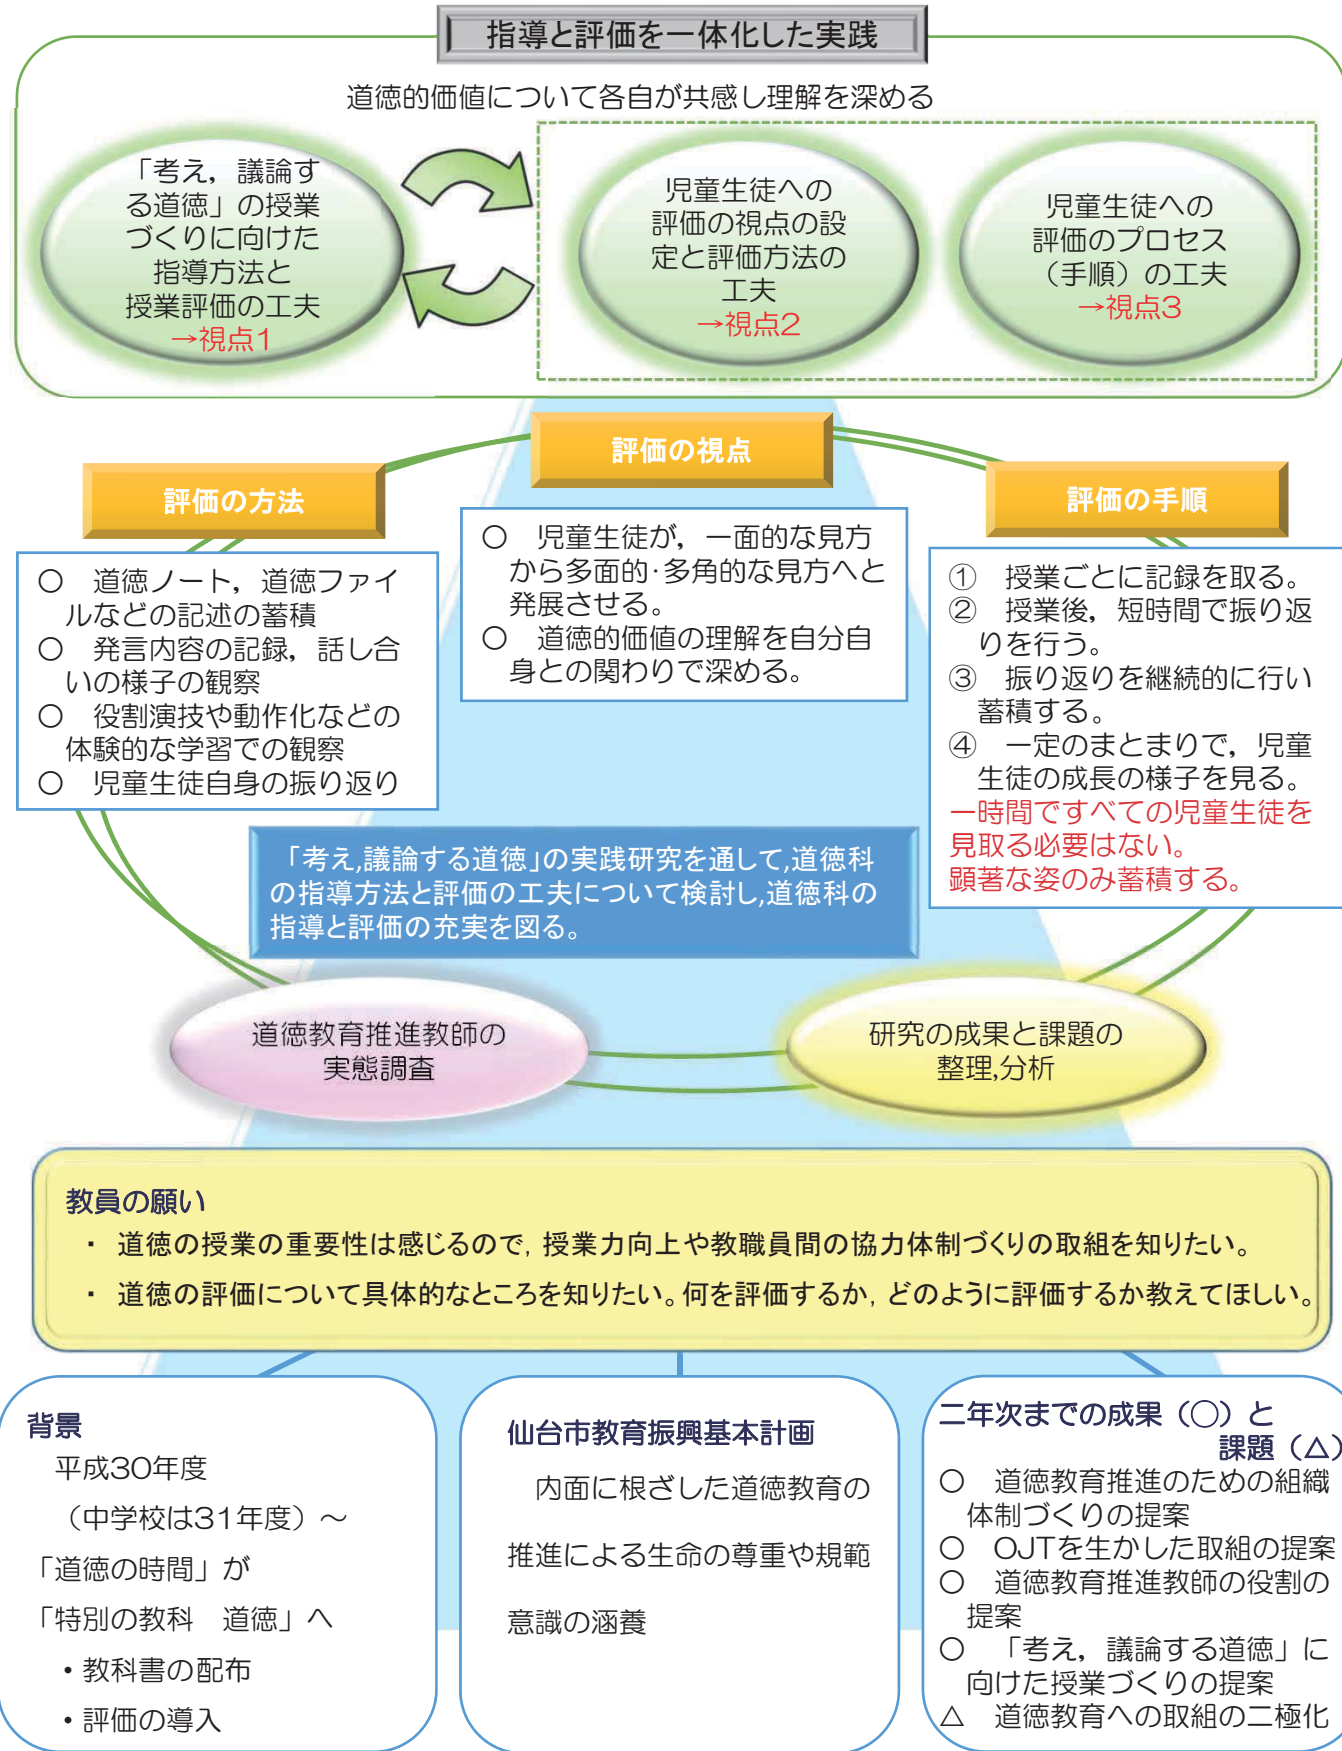 指導と評価を一体化した実践
道徳的価値について各自が共感し理解を深める
「考え，議論す
る道徳」の授業
づくりに向けた
指導方法と
授業評価の工夫
→視点1
児童生徒への
評価の視点の設
定と評価方法の
工夫
→視点2
児童生徒への
評価のプロセス
（手順）の工夫
→視点3
評価の方法
○　道徳ノート，道徳ファイ
ルなどの記述の蓄積
○　発言内容の記録，話し合
いの様子の観察
○　役割演技や動作化などの
体験的な学習での観察
○　児童生徒自身の振り返り
評価の視点
○　児童生徒が，一面的な見方
から多面的・多角的な見方へと
発展させる。
○　道徳的価値の理解を自分自
身との関わりで深める。
評価の手順
①　授業ごとに記録を取る。
②　授業後，短時間で振り返
りを行う。
③　振り返りを継続的に行い
蓄積する。
④　一定のまとまりで，児童
生徒の成長の様子を見る。
一時間ですべての児童生徒を
見取る必要はない。
顕著な姿のみ蓄積する。
「考え,議論する道徳」の実践研究を通して,道徳科
の指導方法と評価の工夫について検討し,道徳科の
指導と評価の充実を図る。
道徳教育推進教師の
実態調査
研究の成果と課題の
整理,分析
教員の願い
・ 道徳の授業の重要性は感じるので，授業力向上や教職員間の協力体制づくりの取組を知りたい。
・ 道徳の評価について具体的なところを知りたい。何を評価するか，どのように評価するか教えてほしい。
背景
平成30年度
（中学校は31年度）～
「道徳の時間」が
「特別の教科　道徳」へ
・教科書の配布
・評価の導入
仙台市教育振興基本計画
内面に根ざした道徳教育の
推進による生命の尊重や規範
意識の涵養
二年次までの成果（○）と
課題（△）
○　道徳教育推進のための組織
体制づくりの提案
○　OJTを生かした取組の提案
○　道徳教育推進教師の役割の
提案
○　「考え，議論する道徳」に
向けた授業づくりの提案
△　道徳教育への取組の二極化